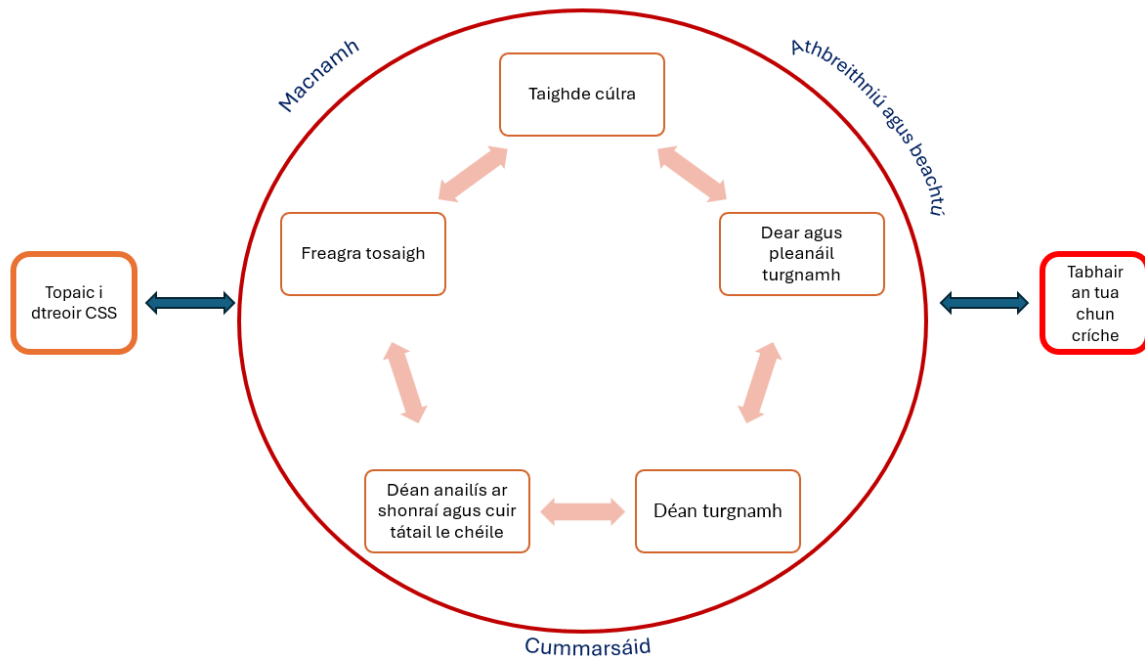 Macnamh
Athbreithniú agus beachtú
Taighde cúlra
Freagra tosaigh
Dear agus
pleanáil
turgnamh
Topaic i
dtreoir CSS
Tabhair
an tua
chun
críche
Déan anailís ar
shonraí agus cuir
tátail le chéile
Déan turgnamh
Cummarsáid